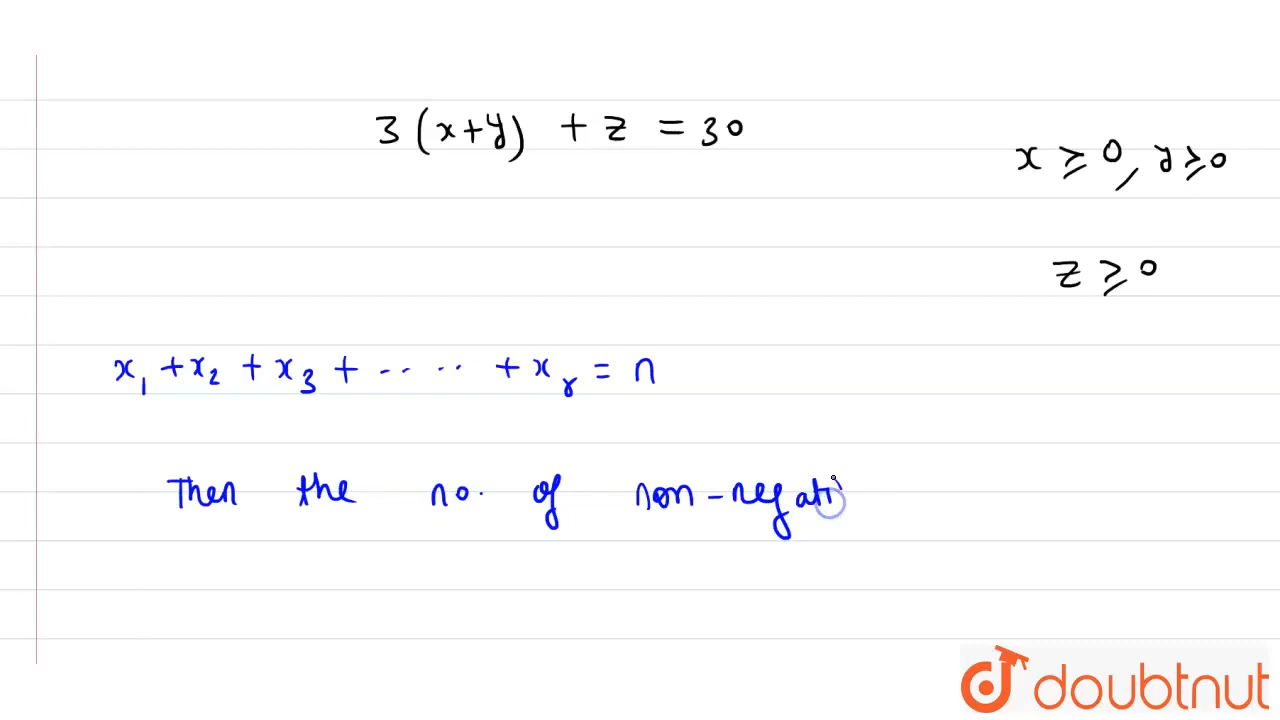 3(x+y) + z = 30
x ≥ 0, y ≥ 0
z ≥ 0
x₁ + x₂ + x₃ + ..... + xᵣ = n
Then the no. of non-negati
doubtnut